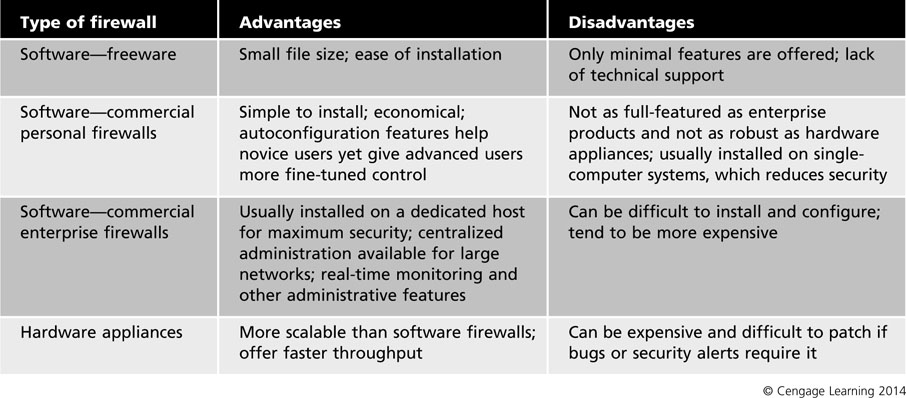 Type of firewall
Advantages
Disadvantages
Software—freeware
Small file size; ease of installation
Only minimal features are offered; lack
of technical support
Software—commercial
personal firewalls
Simple to install; economical;
autoconfiguration features help
novice users yet give advanced users
more fine-tuned control
Not as full-featured as enterprise
products and not as robust as hardware
appliances; usually installed on single-
computer systems, which reduces security
Software—commercial
enterprise firewalls
Usually installed on a dedicated host
for maximum security; centralized
administration available for large
networks; real-time monitoring and
other administrative features
Can be difficult to install and configure;
tend to be more expensive
Hardware appliances
More scalable than software firewalls;
offer faster throughput
Can be expensive and difficult to patch if
bugs or security alerts require it
© Cengage Learning 2014